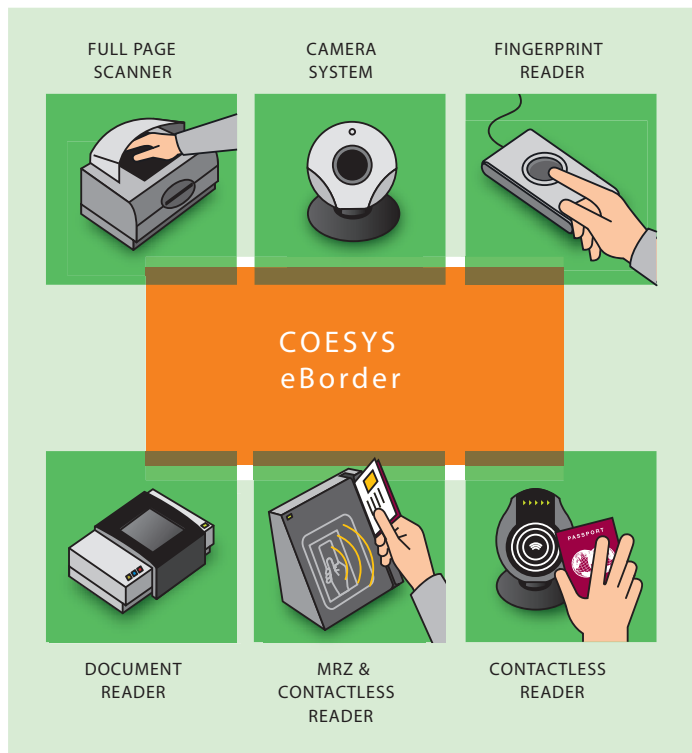 FULL PAGE
SCANNER
CAMERA
SYSTEM
FINGERPRINT
READER
COESYS
eBorder
PASSPORT
DOCUMENT
READER
MRZ &
CONTACTLESS
READER
CONTACTLESS
READER